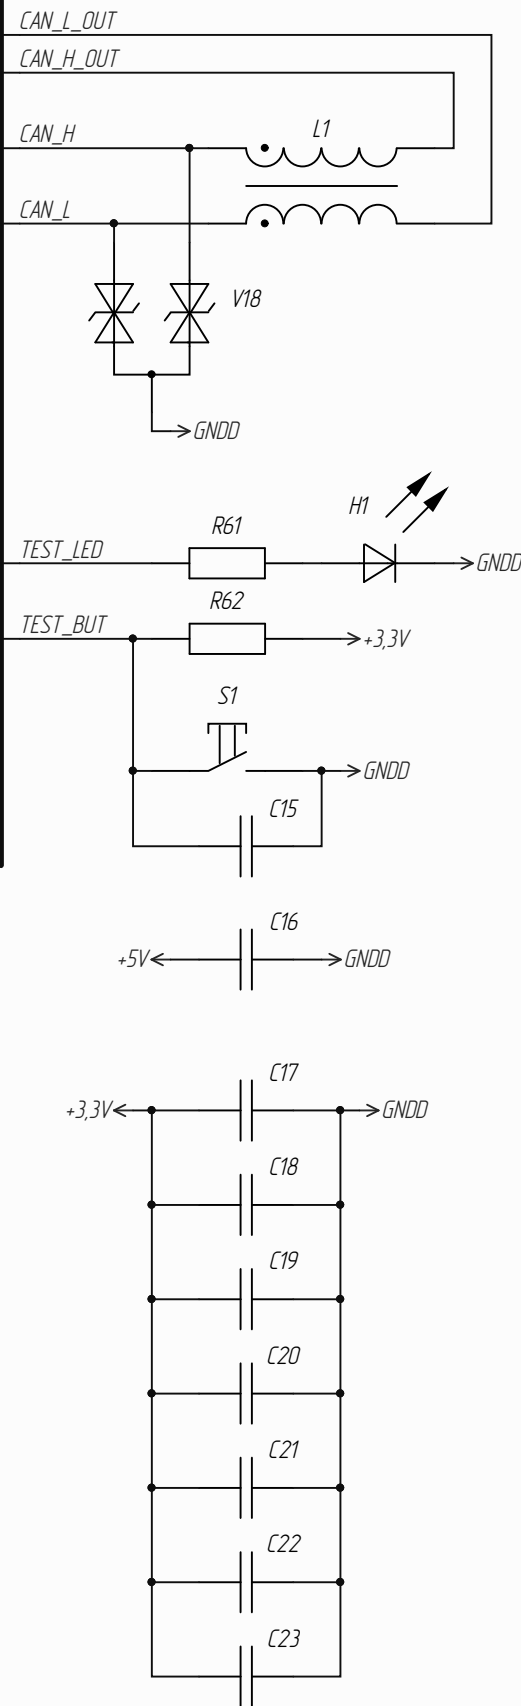 CAN_L_OUT
CAN_H_OUT
CAN_H
L1
CAN_L
V18
GNDD
H1
R61
TEST_LED
GNDD
R62
TEST_BUT
+3,3V
S1
GNDD
C15
C16
+5V GNDD
C17
+3,3V GNDD
C18
C19
C20
C21
C22
C23